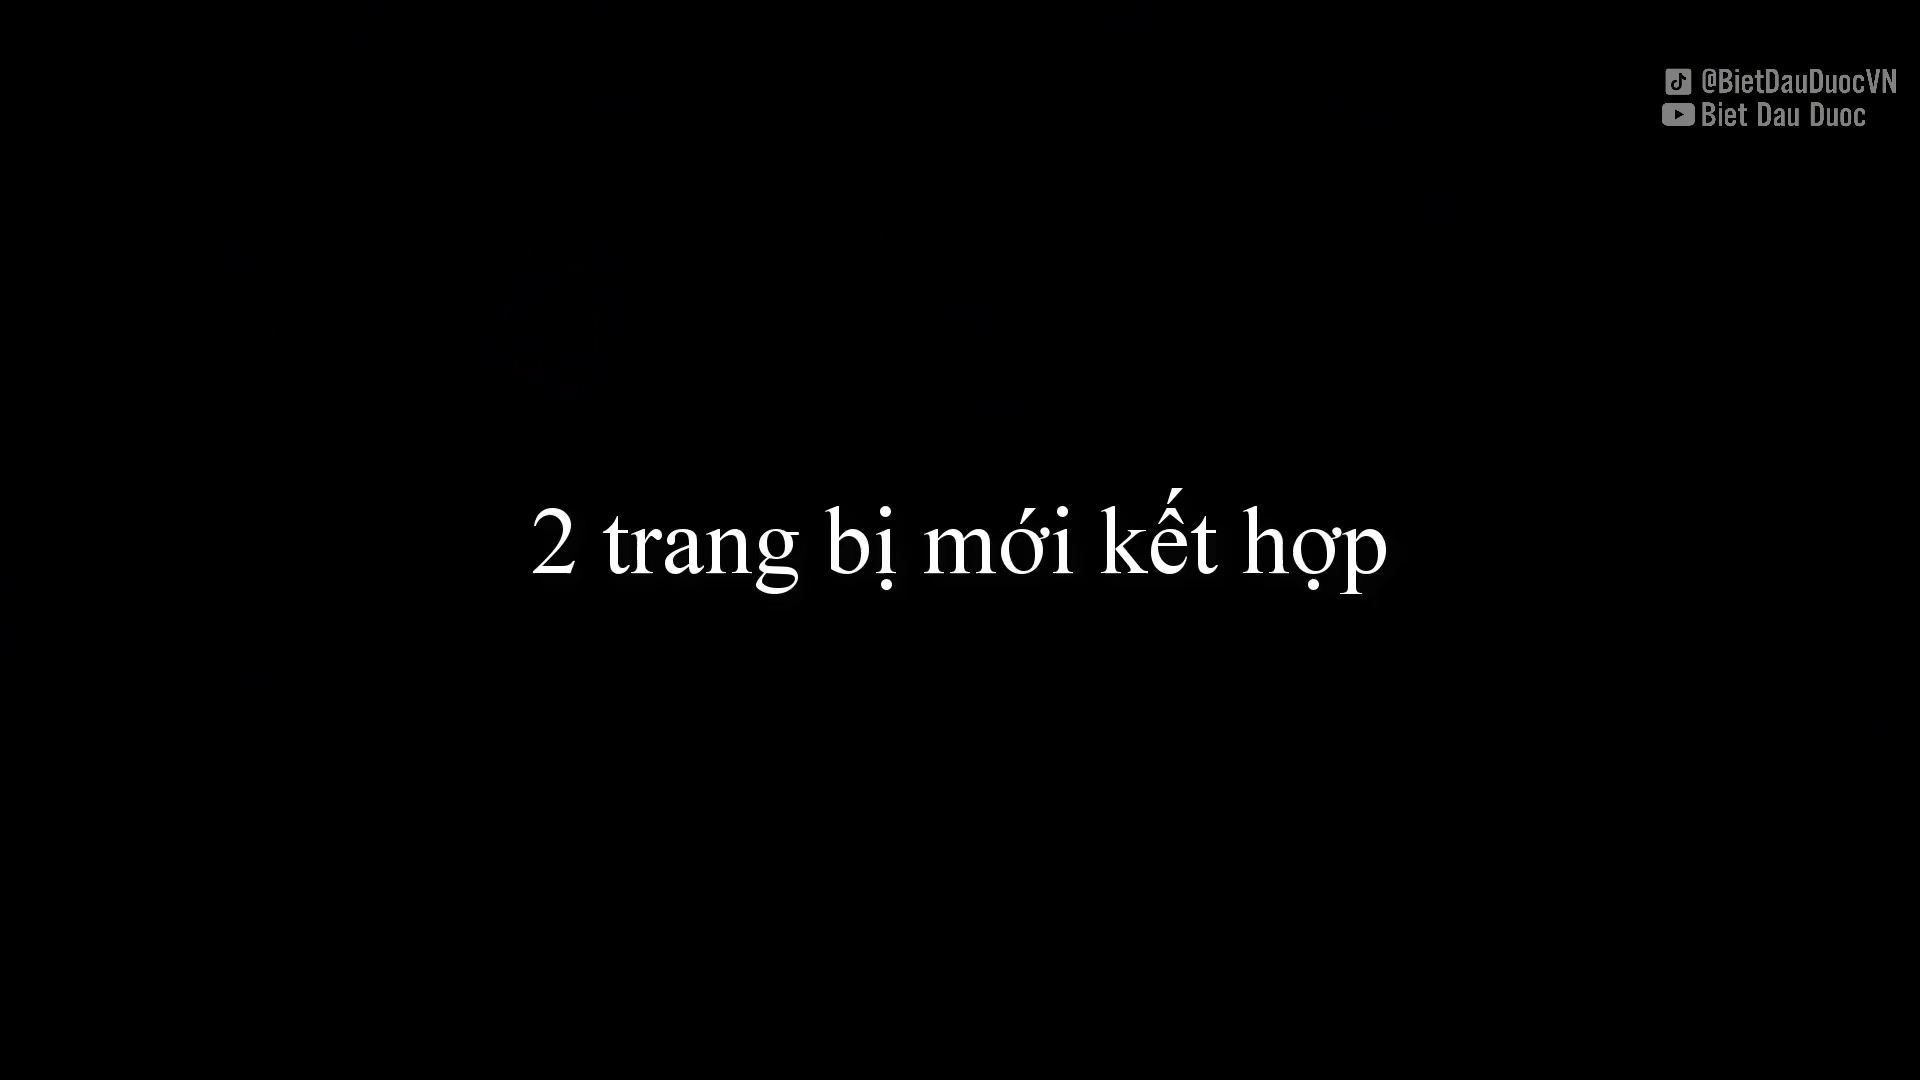 @BietDauDuocVN
Biet Dau Duoc
2 trang bị mới kết hợp